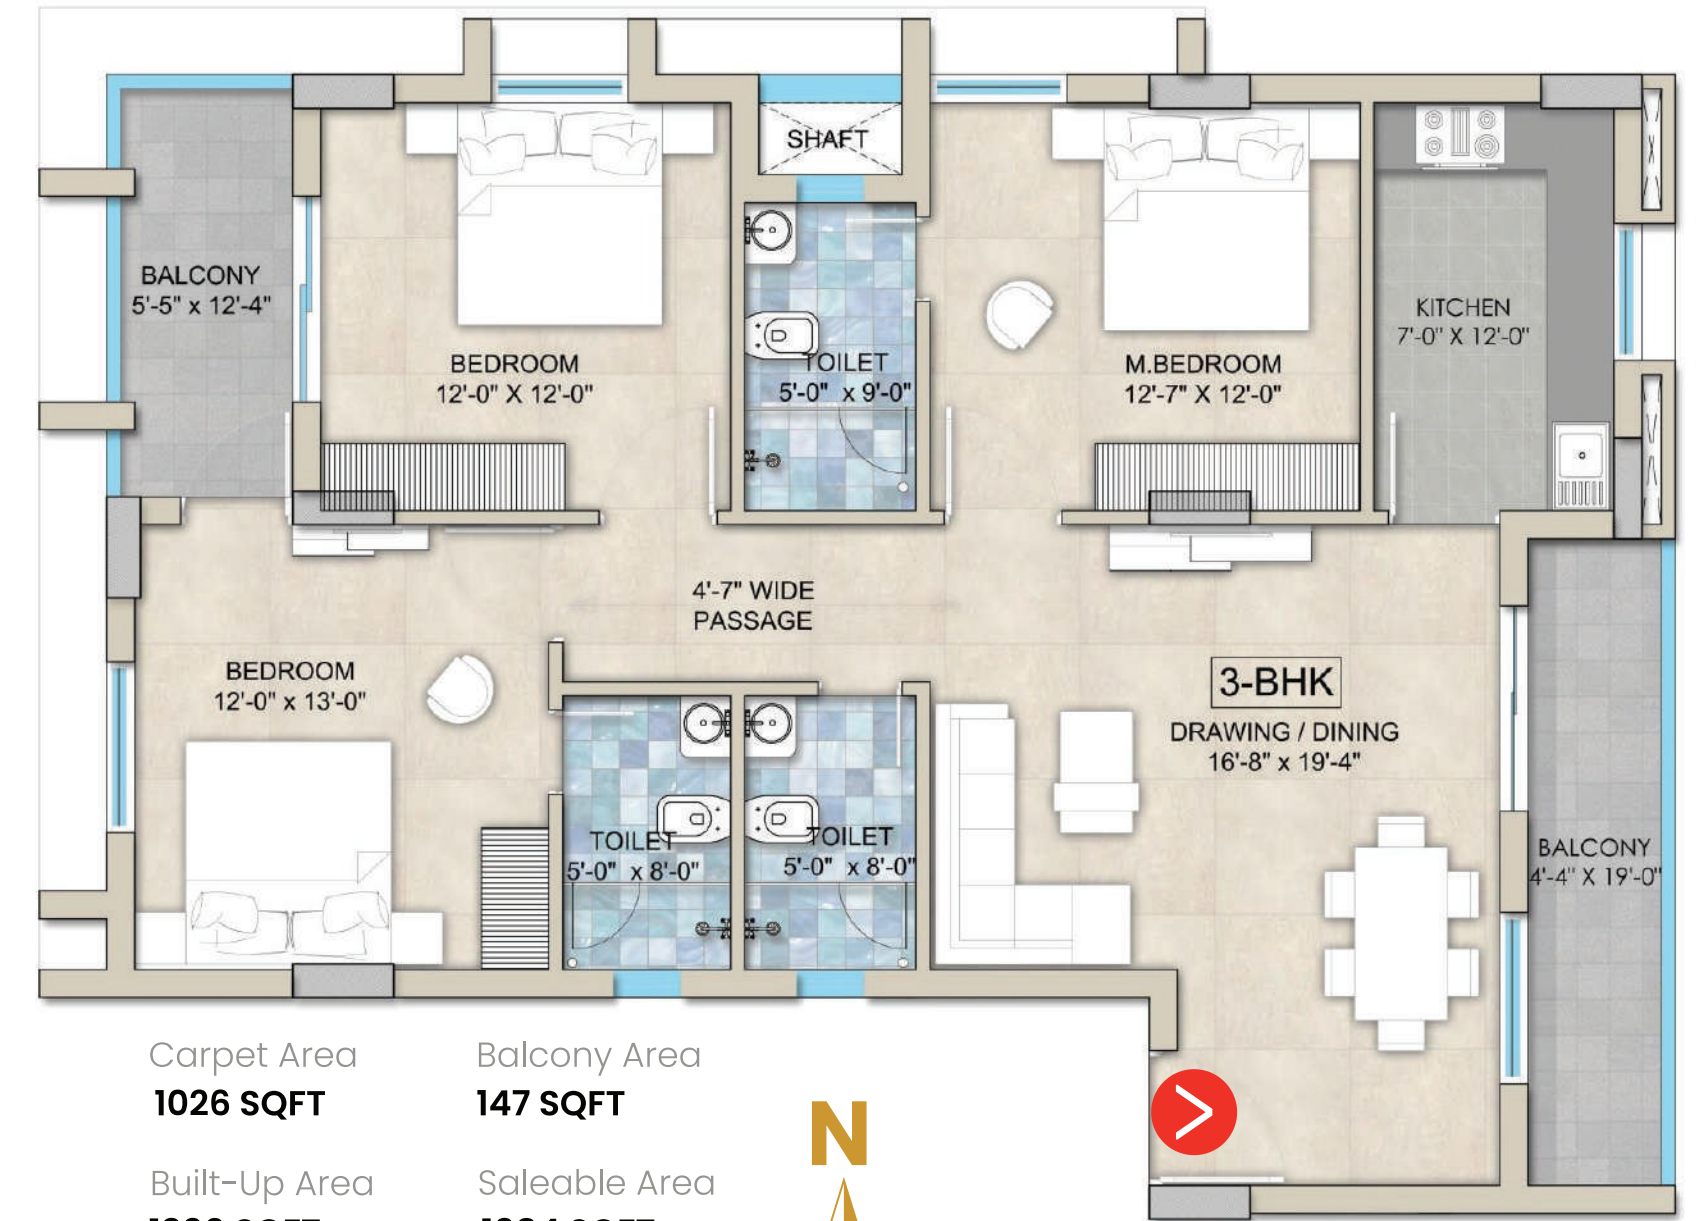 SHAFT
BALCONY
5'-5" x 12'-4"
BEDROOM
12'-0" X 12'-0"
TOILET
5'-0" x 9'-0"
M.BEDROOM
12'-7" X 12'-0"
KITCHEN
7'-0" X 12'-0"
4'-7" WIDE
PASSAGE
BEDROOM
12'-0" x 13'-0"
3-BHK
DRAWING / DINING
16'-8" x 19'-4"
TOILET
5'-0" x 8'-0"
TOILET
5'-0" x 8'-0"
BALCONY
4'-4" X 19'-0"
Carpet Area
1026 SQFT
Balcony Area
147 SQFT
N
Built-Up Area
Saleable Area